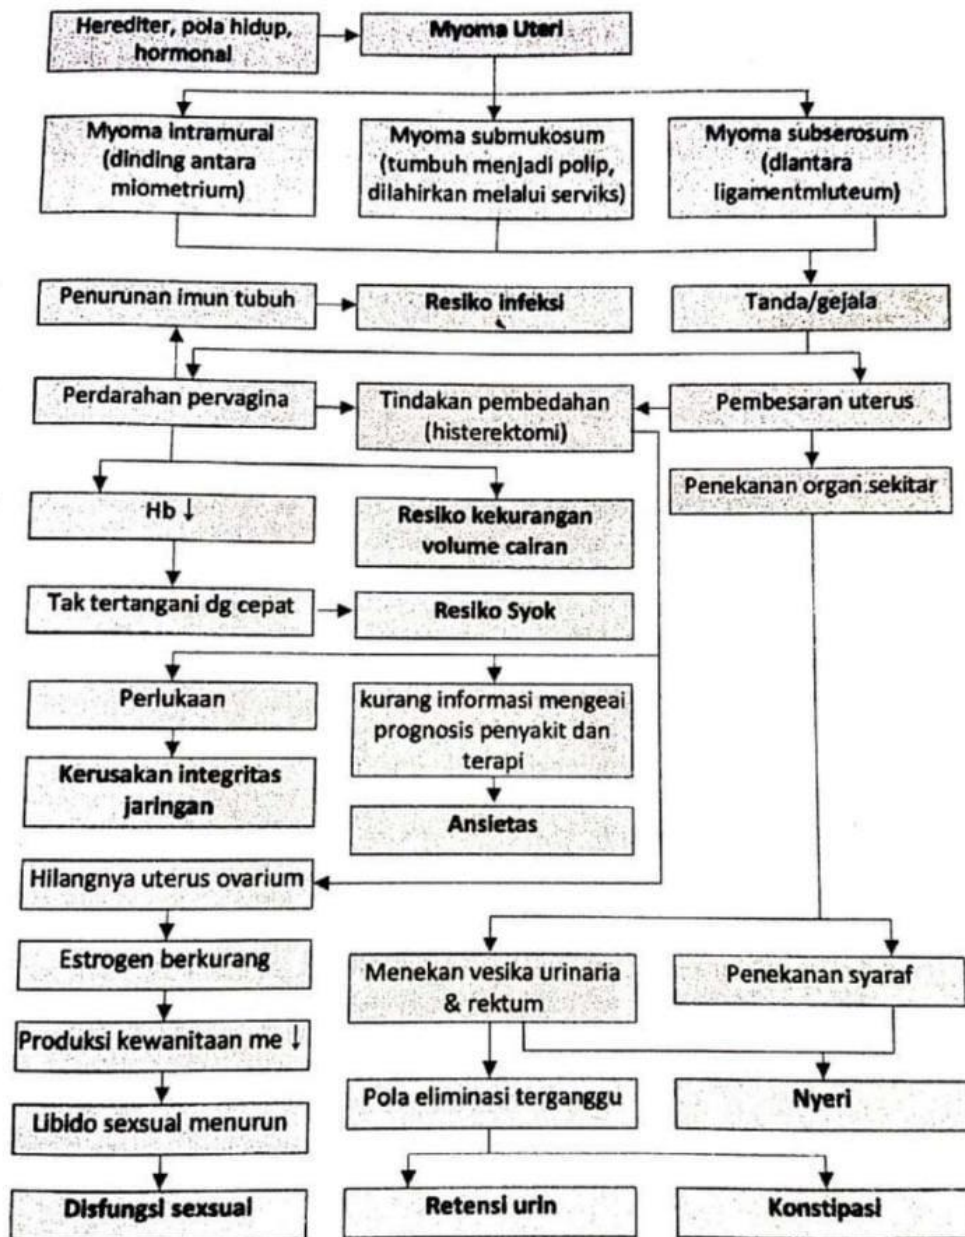 Herediter, pola hidup,
hormonal
Myoma Uteri
Myoma intramural
(dinding antara
miometrium)
Myoma submukosum
(tumbuh menjadi polip,
dilahirkan melalui serviks)
Myoma subserosum
(diantara
ligamentmluteum)
Penurunan imun tubuh
Resiko infeksi
Tanda/gejala
Perdarahan pervagina
Tindakan pembedahan
(histerektomi)
Pembesaran uterus
Penekanan organ sekitar
Hb ↓
Resiko kekurangan
volume cairan
Tak tertangani dg cepat
Resiko Syok
Perlukaan
kurang informasi mengeai
prognosis penyakit dan
terapi
Kerusakan integritas
jaringan
Ansietas
Hilangnya uterus ovarium
Estrogen berkurang
Menekan vesika urinaria
& rektum
Penekanan syaraf
Produksi kewanitaan me ↓
Pola eliminasi terganggu
Nyeri
Libido sexsual menurun
Disfungsi sexsual
Retensi urin
Konstipasi